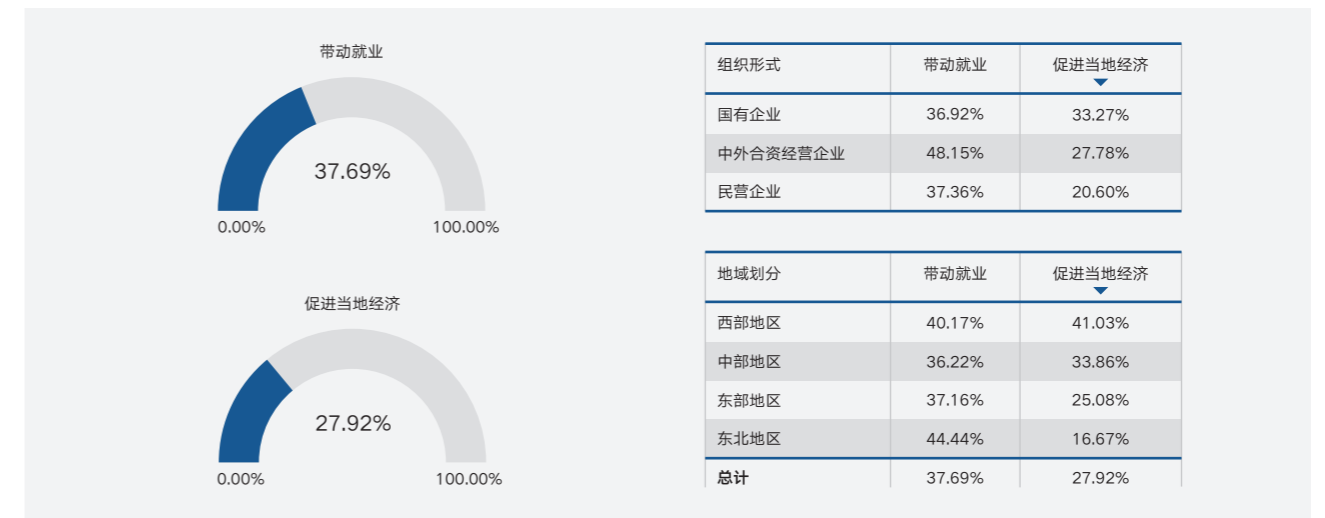 带动就业
37.69%
0.00% 100.00%
促进当地经济
27.92%
0.00% 100.00%
组织形式 带动就业 促进当地经济
国有企业 36.92% 33.27%
中外合资经营企业 48.15% 27.78%
民营企业 37.36% 20.60%
地域划分 带动就业 促进当地经济
西部地区 40.17% 41.03%
中部地区 36.22% 33.86%
东部地区 37.16% 25.08%
东北地区 44.44% 16.67%
总计 37.69% 27.92%